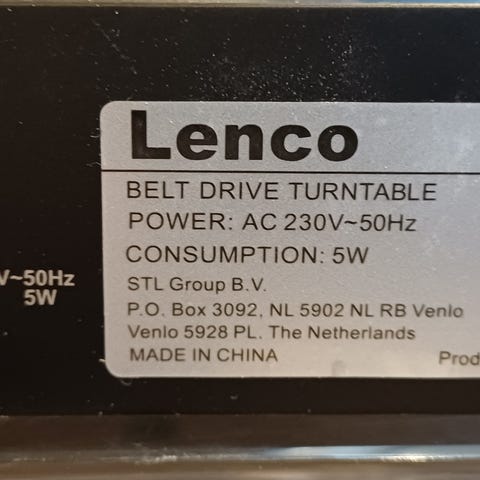 Lenco
BELT DRIVE TURNTABLE
POWER: AC 230V~50Hz
CONSUMPTION: 5W
STL Group B.V.
P.O. Box 3092, NL 5902 NL RB Venlo
Venlo 5928 PL. The Netherlands
MADE IN CHINA
V~50Hz
5W